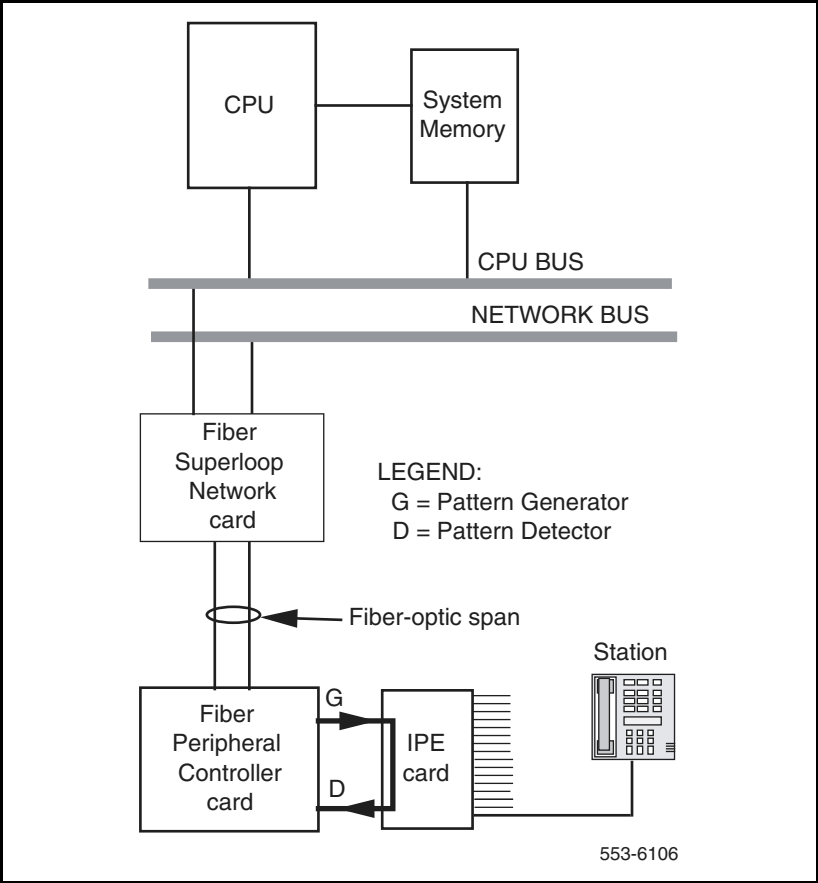 CPU
System
Memory
CPU BUS
NETWORK BUS
Fiber
Superloop
Network
card
LEGEND:
G = Pattern Generator
D = Pattern Detector
Fiber-optic span
Station
Fiber
Peripheral
Controller
card
G
D
IPE
card
553-6106